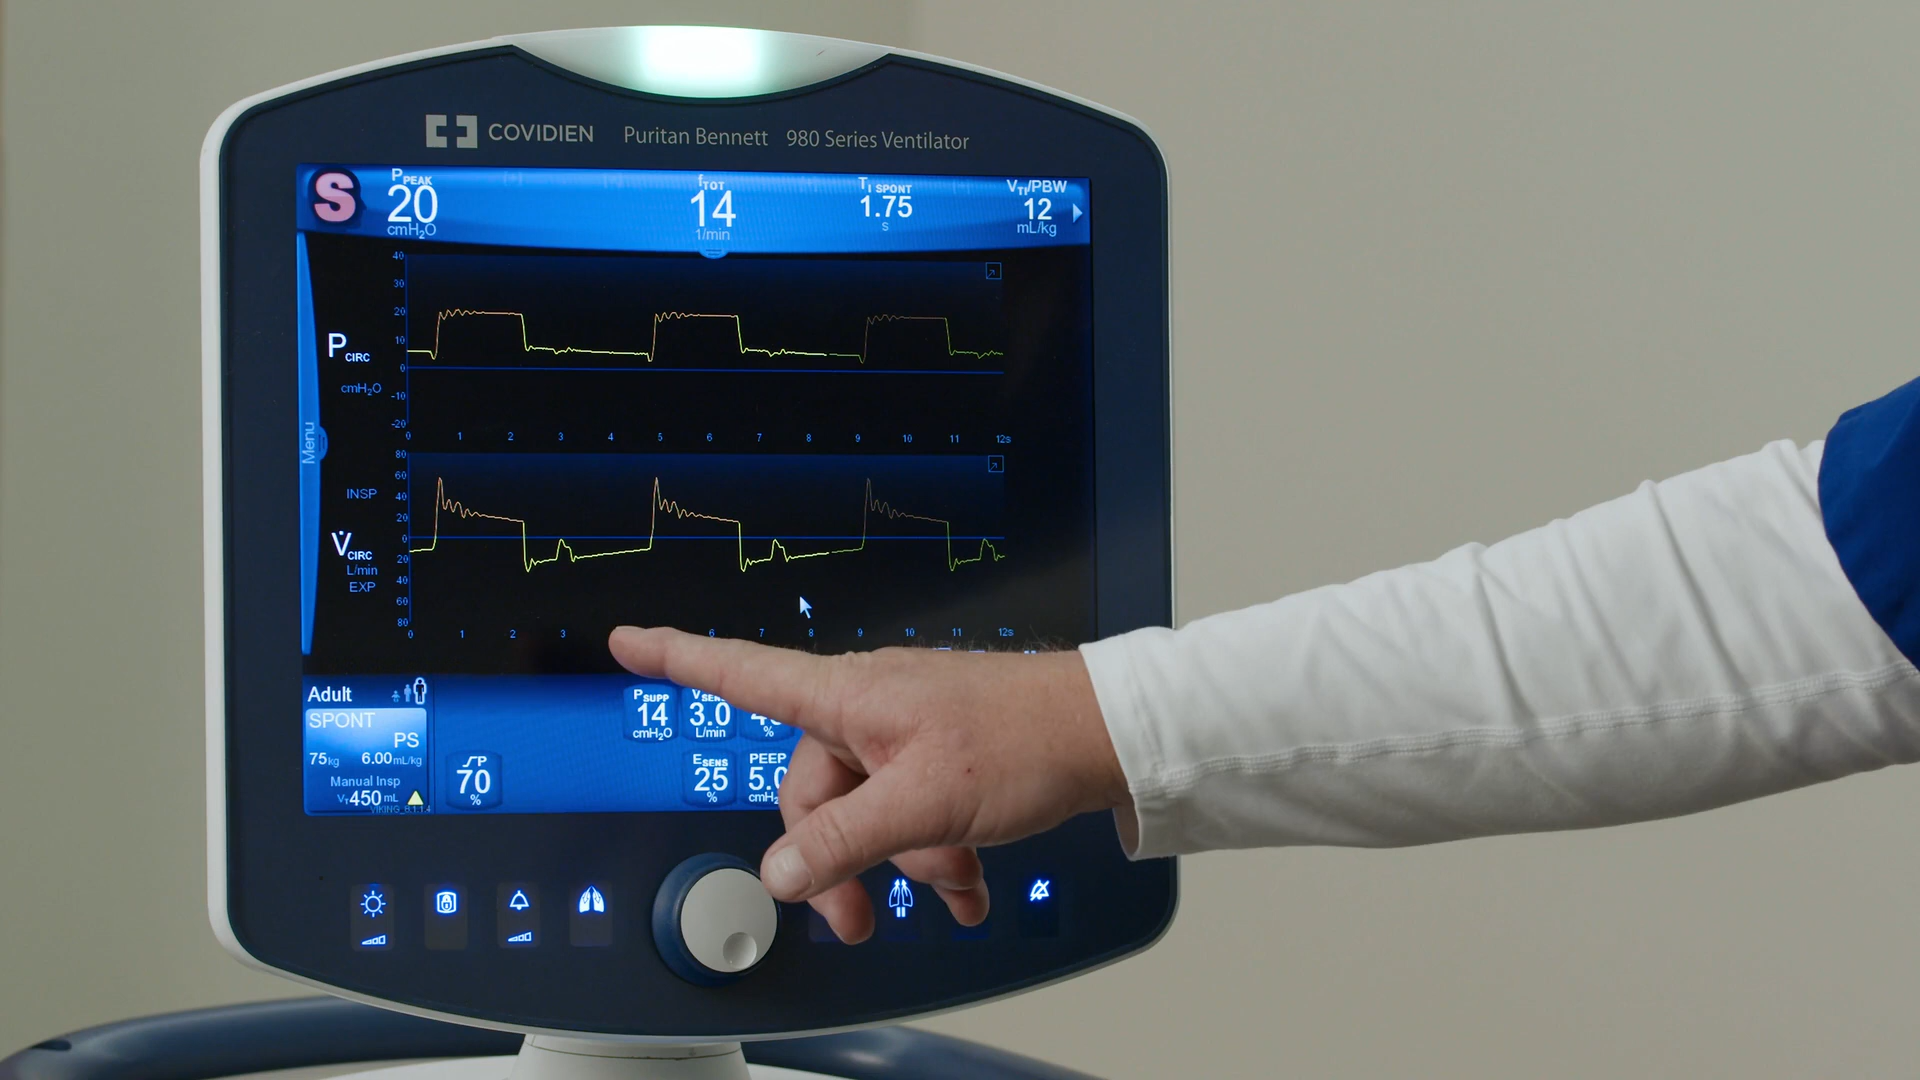 COVIDIEN Puritan Bennett 980 Series Ventilator
S
PPEAK
20
cmH2O
fTOT
14
1/min
TI SPONT
1.75
s
VTI/PBW
12
mL/kg
Menu
PCIRC
cmH2O
40
30
20
10
0
-10
-20
0 1 2 3 4 5 6 7 8 9 10 11 12s
INSP
V̇CIRC
L/min
EXP
80
60
40
20
0
20
40
60
80
0 1 2 3 6 7 8 9 10 11 12s
Adult
SPONT
PS
75kg 6.00mL/kg
Manual Insp
VT450 mL
70
%
PSUPP
14
cmH2O
3.0
L/min
%
ESENS
25
%
PEEP
5.0